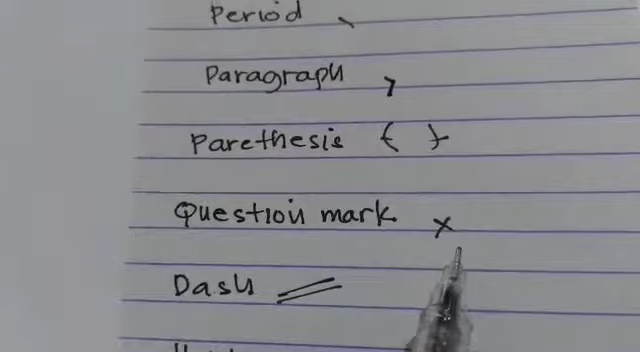 Period 、
Paragraph ,
Parethesis { }
Question mark x
Dash =